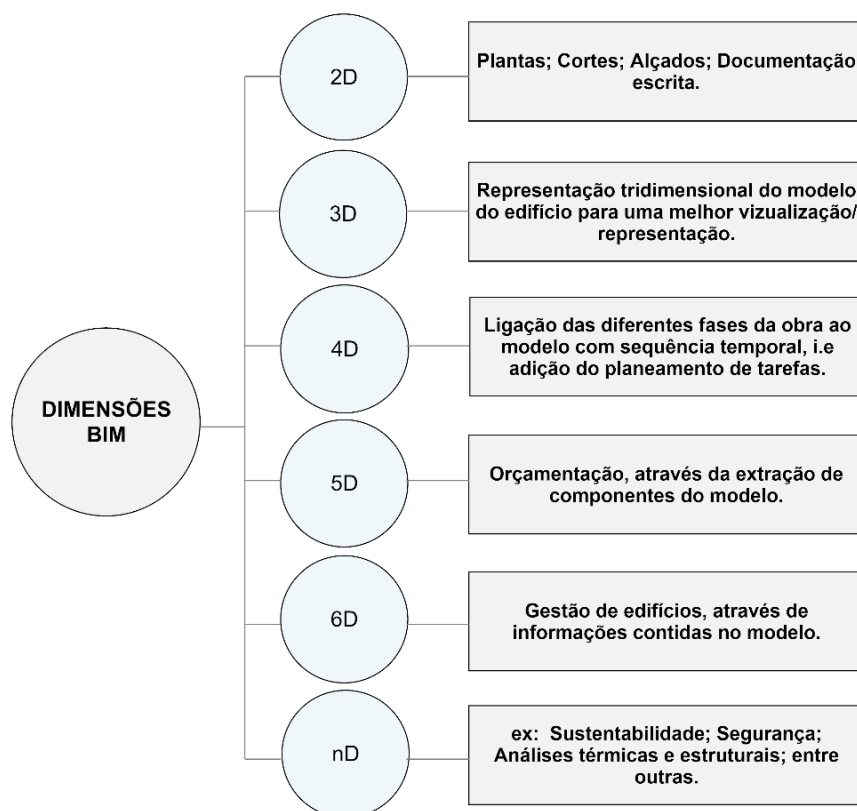 2D
Plantas; Cortes; Alçados; Documentação
escrita.
3D
Representação tridimensional do modelo
do edifício para uma melhor vizualização/
representação.
4D
Ligação das diferentes fases da obra ao
modelo com sequência temporal, i.e
adição do planeamento de tarefas.
DIMENSÕES
BIM
5D
Orçamentação, através da extração de
componentes do modelo.
6D
Gestão de edifícios, através de
informações contidas no modelo.
nD
ex:  Sustentabilidade; Segurança;
Análises térmicas e estruturais; entre
outras.